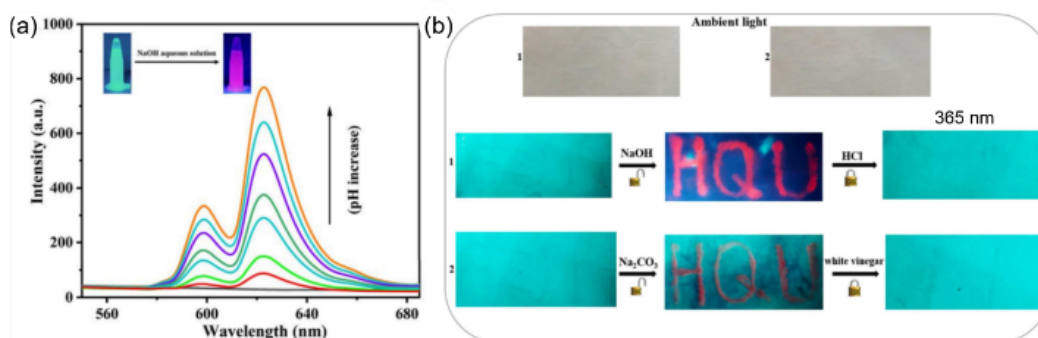 (a)
1000
800
600
400
200
0
Intensity (a.u.)
NaOH aqueous solution
(pH increase)
560
600
640
680
Wavelength (nm)
(b)
Ambient light
1
2
365 nm
1
NaOH
HQU
HCl
2
Na₂CO₃
HQU
white vinegar